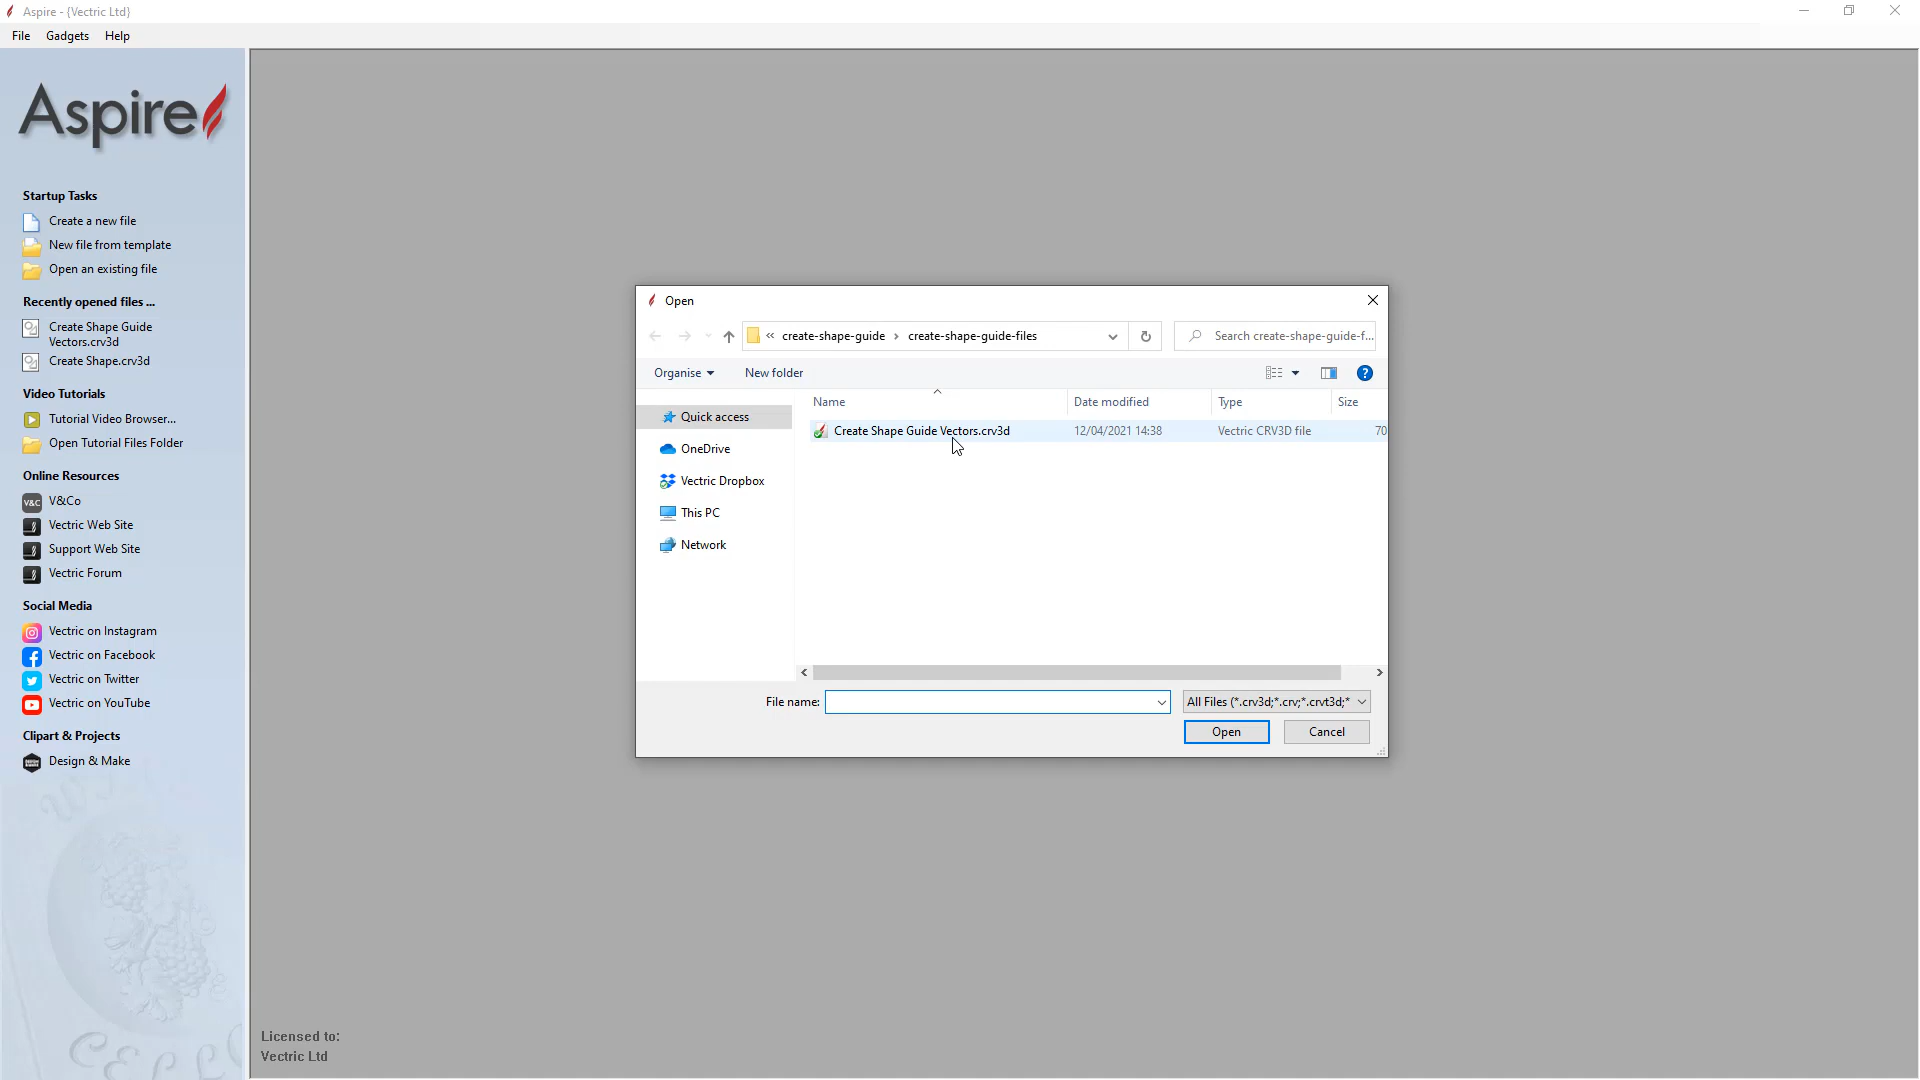 Aspire - {Vectric Ltd}
File Gadgets Help
Aspire
Startup Tasks
Create a new file
New file from template
Open an existing file
Recently opened files ...
Create Shape Guide
Vectors.crv3d
Create Shape.crv3d
Video Tutorials
Tutorial Video Browser...
Open Tutorial Files Folder
Online Resources
V&C V&Co
Vectric Web Site
Support Web Site
Vectric Forum
Social Media
Vectric on Instagram
Vectric on Facebook
Vectric on Twitter
Vectric on YouTube
Clipart & Projects
Design & Make
Open
« create-shape-guide › create-shape-guide-files
Search create-shape-guide-f...
Organise New folder
Name Date modified Type Size
Create Shape Guide Vectors.crv3d 12/04/2021 14:38 Vectric CRV3D file 70
Quick access
OneDrive
Vectric Dropbox
This PC
Network
File name: All Files (*.crv3d;*.crv;*.crvt3d;*
Open Cancel
Licensed to:
Vectric Ltd